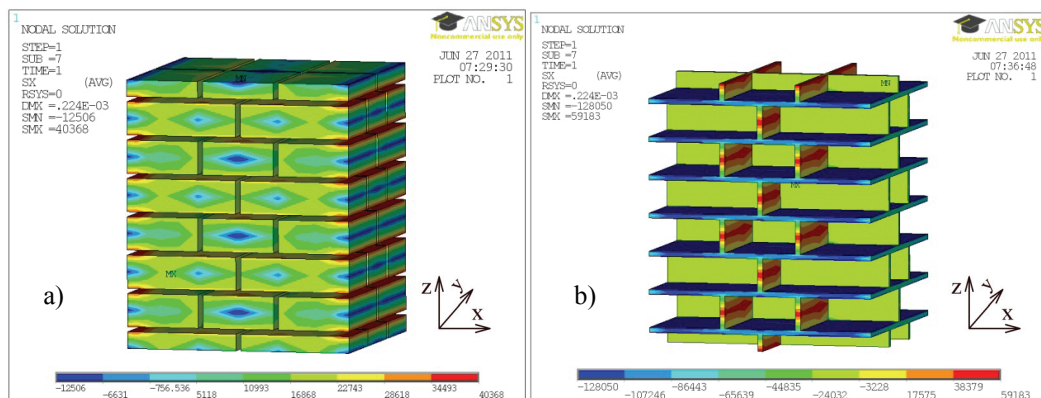 1
NODAL SOLUTION
STEP=1
SUB =7
TIME=1
SX (AVG)
RSYS=0
DMX =.224E-03
SMN =-12506
SMX =40368
ANSYS
Noncommercial use only
JUN 27 2011
07:29:30
PLOT NO. 1
MN
MX
a)
z
y
x
-12506
-6631
-756.536
5118
10993
16868
22743
28618
34493
40368
1
NODAL SOLUTION
STEP=1
SUB =7
TIME=1
SX (AVG)
RSYS=0
DMX =.224E-03
SMN =-128050
SMX =59183
ANSYS
Noncommercial use only
JUN 27 2011
07:36:48
PLOT NO. 1
MN
MX
b)
z
y
x
-128050
-107246
-86443
-65639
-44835
-24032
-3228
17575
38379
59183